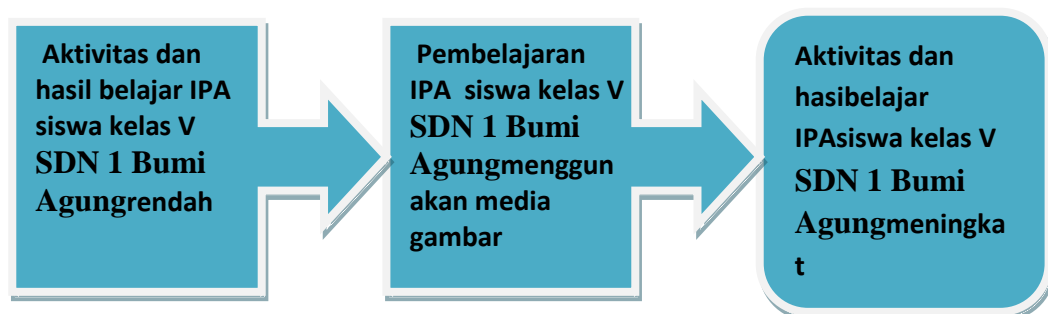 Aktivitas dan
hasil belajar IPA
siswa kelas V
SDN 1 Bumi
Agungrendah
Pembelajaran
IPA siswa kelas V
SDN 1 Bumi
Agungmenggun
akan media
gambar
Aktivitas dan
hasibelajar
IPAsiswa kelas V
SDN 1 Bumi
Agungmeningka
t